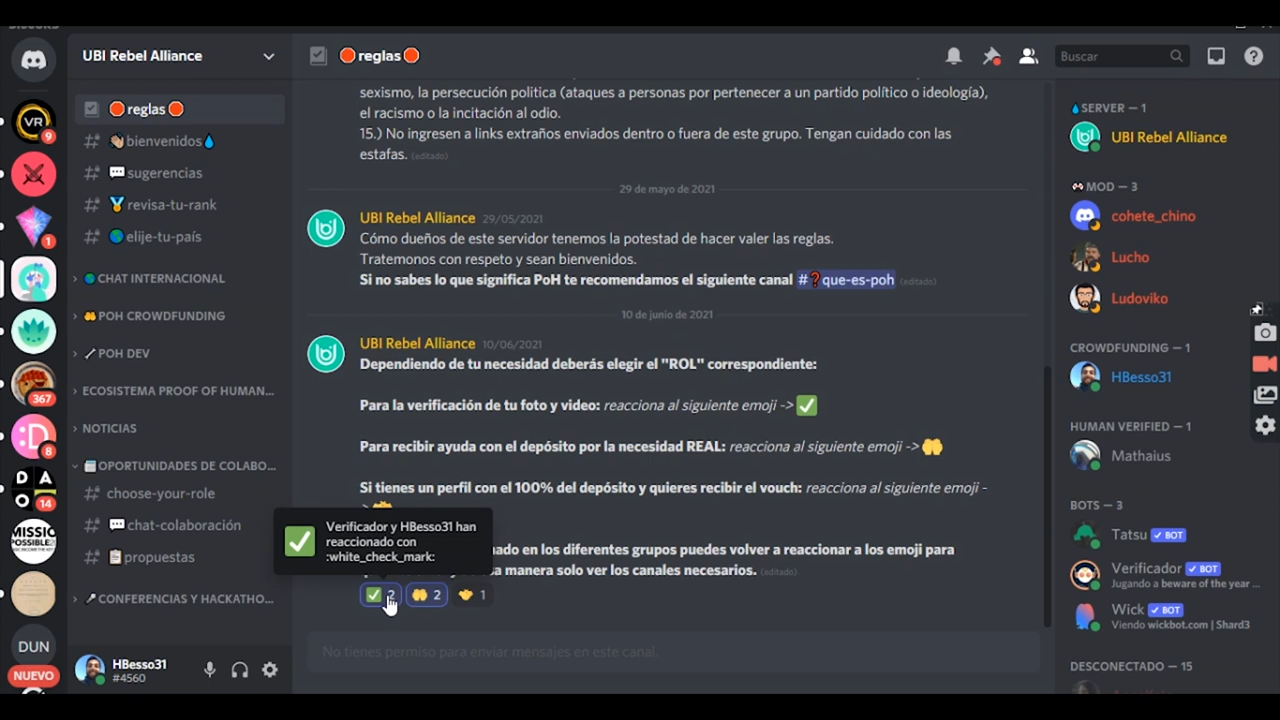 UBI Rebel Alliance
reglas
Buscar
VR
9
1
367
:D
8
D A
O
14
MISSIO
POSSIBLE
DUN
NUEVO
reglas
bienvenidos
sugerencias
revisa-tu-rank
elije-tu-país
CHAT INTERNACIONAL
POH CROWDFUNDING
POH DEV
ECOSISTEMA PROOF OF HUMAN...
NOTICIAS
OPORTUNIDADES DE COLABO...
choose-your-role
chat-colaboración
propuestas
CONFERENCIAS Y HACKATHO...
HBesso31
#4560
sexismo, la persecución politica (ataques a personas por pertenecer a un partido político o ideología),
el racismo o la incitación al odio.
15.) No ingresen a links extraños enviados dentro o fuera de este grupo. Tengan cuidado con las
estafas. (editado)
29 de mayo de 2021
UBI Rebel Alliance 29/05/2021
Cómo dueños de este servidor tenemos la potestad de hacer valer las reglas.
Tratemonos con respeto y sean bienvenidos.
Si no sabes lo que significa PoH te recomendamos el siguiente canal #❓que-es-poh (editado)
10 de junio de 2021
UBI Rebel Alliance 10/06/2021
Dependiendo de tu necesidad deberás elegir el "ROL" correspondiente:
Para la verificación de tu foto y video: reacciona al siguiente emoji -> ✅
Para recibir ayuda con el depósito por la necesidad REAL: reacciona al siguiente emoji -> 🤲
Si tienes un perfil con el 100% del depósito y quieres recibir el vouch: reacciona al siguiente emoji -
Verificador y HBesso31 han
reaccionado con
:white_check_mark:
nado en los diferentes grupos puedes volver a reaccionar a los emoji para
manera solo ver los canales necesarios. (editado)
2 2 1
No tienes permiso para enviar mensajes en este canal.
SERVER — 1
UBI Rebel Alliance
MOD — 3
cohete_chino
Lucho
Ludoviko
CROWDFUNDING — 1
HBesso31
HUMAN VERIFIED — 1
Mathaius
BOTS — 3
Tatsu BOT
Verificador BOT
Jugando a beware of the year ...
Wick BOT
Viendo wickbot.com | Shard3
DESCONECTADO — 15